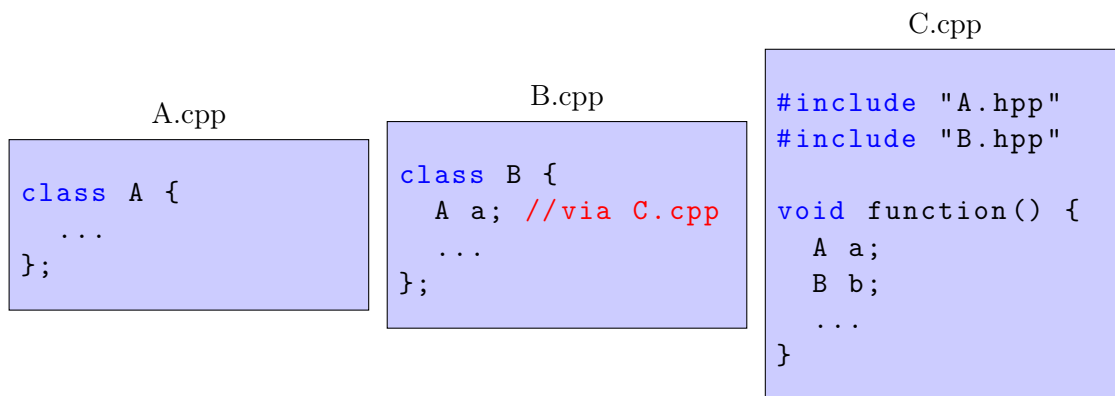 A.cpp
class A {
  ...
};
B.cpp
class B {
  A a; //via C.cpp
  ...
};
C.cpp
#include "A.hpp"
#include "B.hpp"
void function() {
  A a;
  B b;
  ...
}